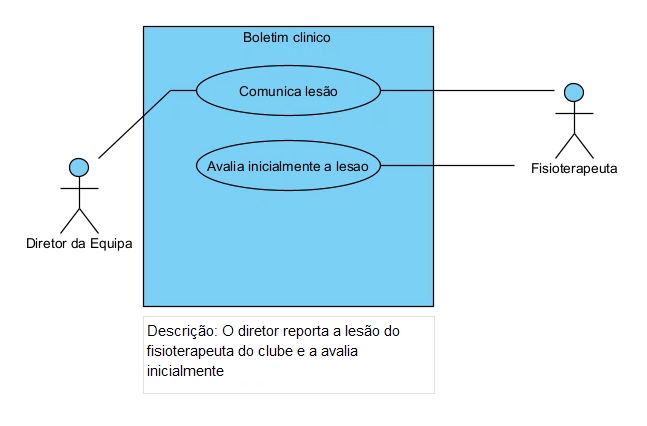 Boletim clinico
Comunica lesão
Avalia inicialmente a lesao
Fisioterapeuta
Diretor da Equipa
Descrição: O diretor reporta a lesão do
fisioterapeuta do clube e a avalia
inicialmente